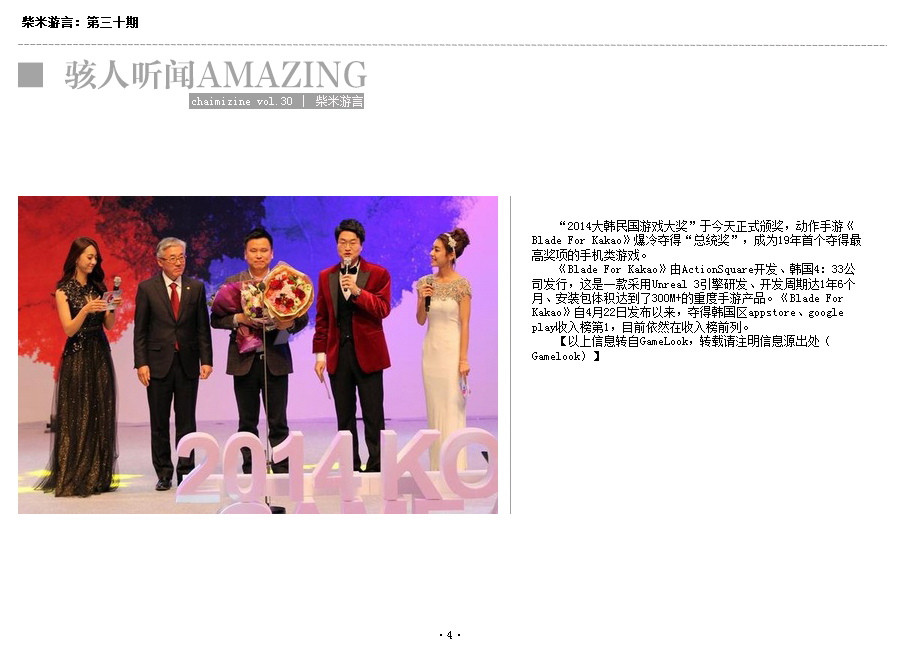 柴米游言：第三十期
骇人听闻AMAZING
chaimizine vol.30 | 柴米游言
“2014大韩民国游戏大奖”于今天正式颁奖，动作手游《
Blade For Kakao》爆冷夺得“总统奖”，成为19年首个夺得最
高奖项的手机类游戏。
《Blade For Kakao》由ActionSquare开发、韩国4：33公
司发行，这是一款采用Unreal 3引擎研发、开发周期达1年6个
月、安装包体积达到了300M+的重度手游产品。《Blade For
Kakao》自4月22日发布以来，夺得韩国区appstore、google
play收入榜第1，目前依然在收入榜前列。
【以上信息转自GameLook，转载请注明信息源出处（
Gamelook）】
2014 KO
GAME
·4·